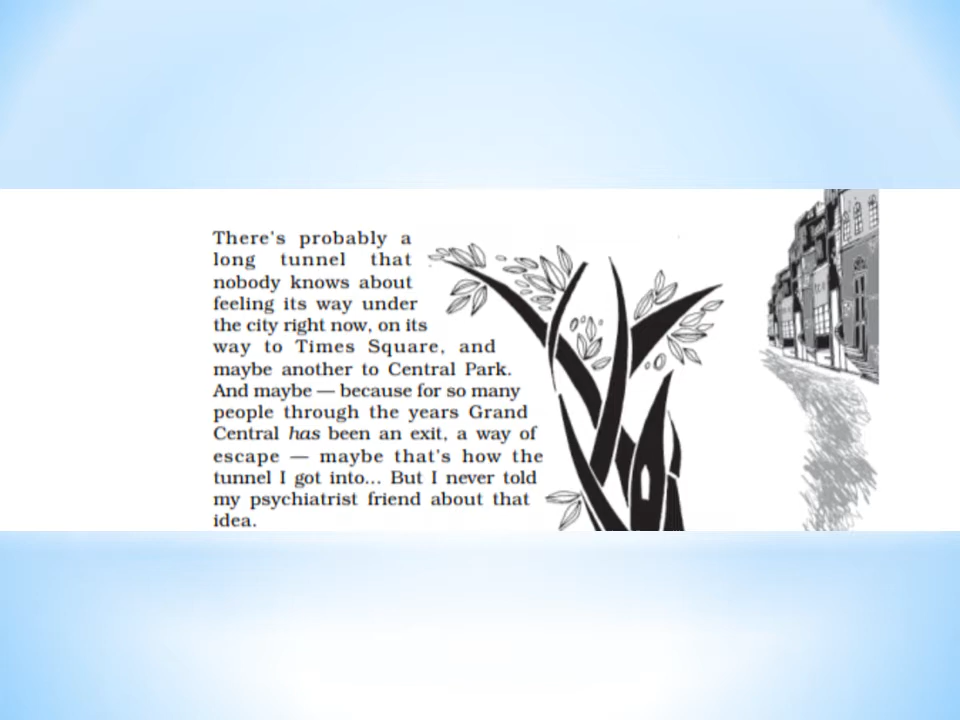 There's probably a
long tunnel that
nobody knows about
feeling its way under
the city right now, on its
way to Times Square, and
maybe another to Central Park.
And maybe — because for so many
people through the years Grand
Central has been an exit, a way of
escape — maybe that's how the
tunnel I got into... But I never told
my psychiatrist friend about that
idea.